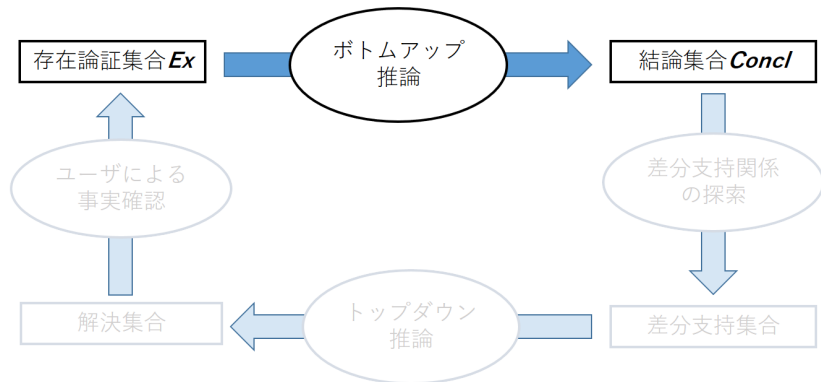 存在論証集合Ex
ボトムアップ
推論
結論集合Concl
ユーザによる
事実確認
差分支持関係
の探索
解決集合
トップダウン
推論
差分支持集合